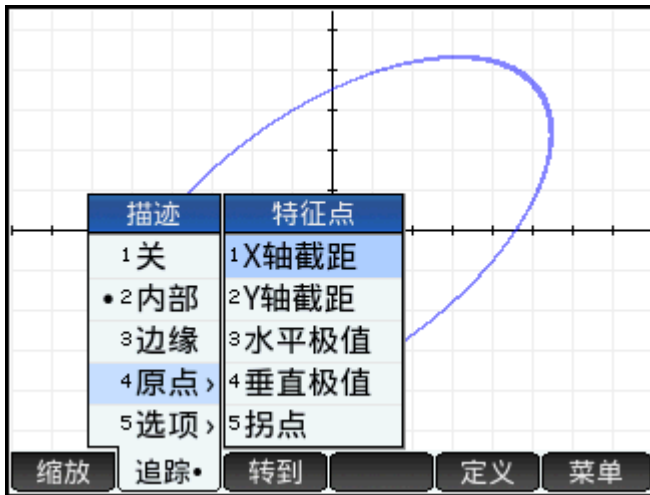 描迹
1关
•2内部
3边缘
4原点›
5选项›
特征点
1X轴截距
2Y轴截距
3水平极值
4垂直极值
5拐点
缩放
追踪•
转到
定义
菜单